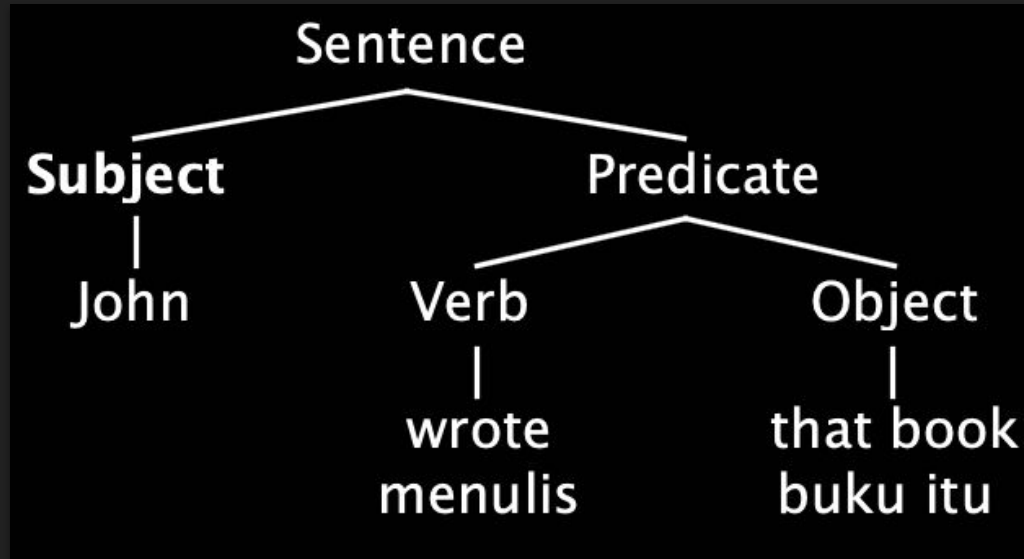 Sentence
Subject Predicate
John Verb Object
wrote that book
menulis buku itu